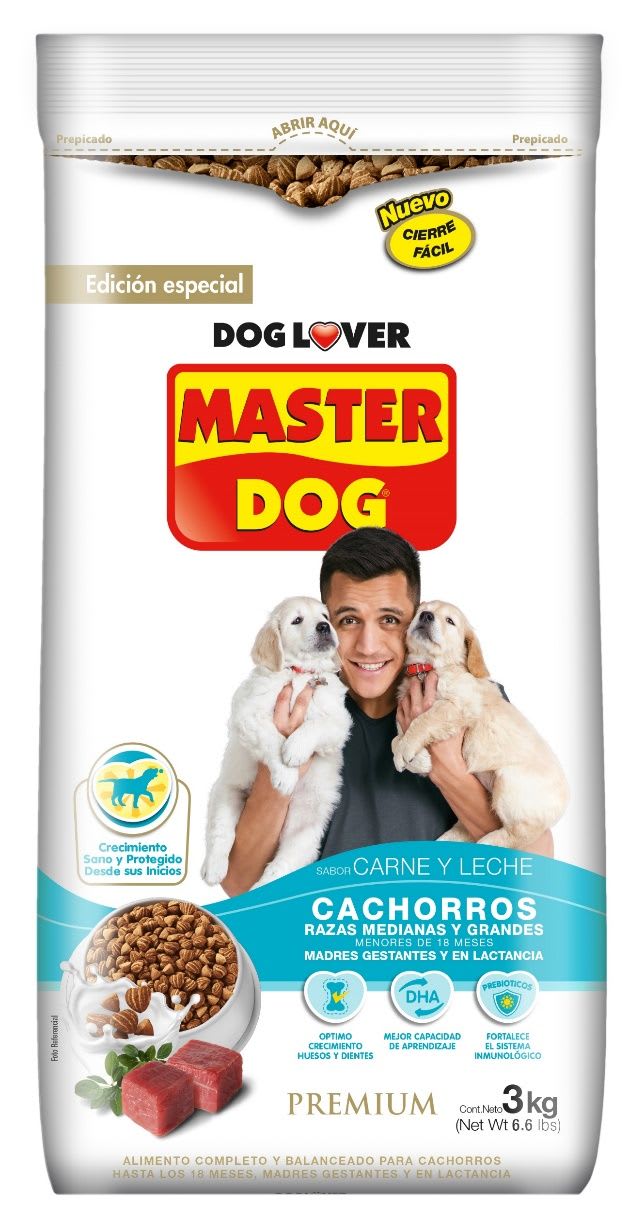 ABRIR AQUÍ
Prepicado
Prepicado
Nuevo
CIERRE
FÁCIL
Edición especial
DOG LOVER
MASTER
DOG®
Crecimiento
Sano y Protegido
Desde sus Inicios
SABOR CARNE Y LECHE
CACHORROS
RAZAS MEDIANAS Y GRANDES
MENORES DE 18 MESES
MADRES GESTANTES Y EN LACTANCIA
DHA
PREBIOTICOS
OPTIMO
CRECIMIENTO
HUESOS Y DIENTES
MEJOR CAPACIDAD
DE APRENDIZAJE
FORTALECE
EL SISTEMA
INMUNOLÓGICO
Foto Referencial
PREMIUM
Cont.Neto 3kg
(Net Wt 6.6 lbs)
ALIMENTO COMPLETO Y BALANCEADO PARA CACHORROS
HASTA LOS 18 MESES, MADRES GESTANTES Y EN LACTANCIA